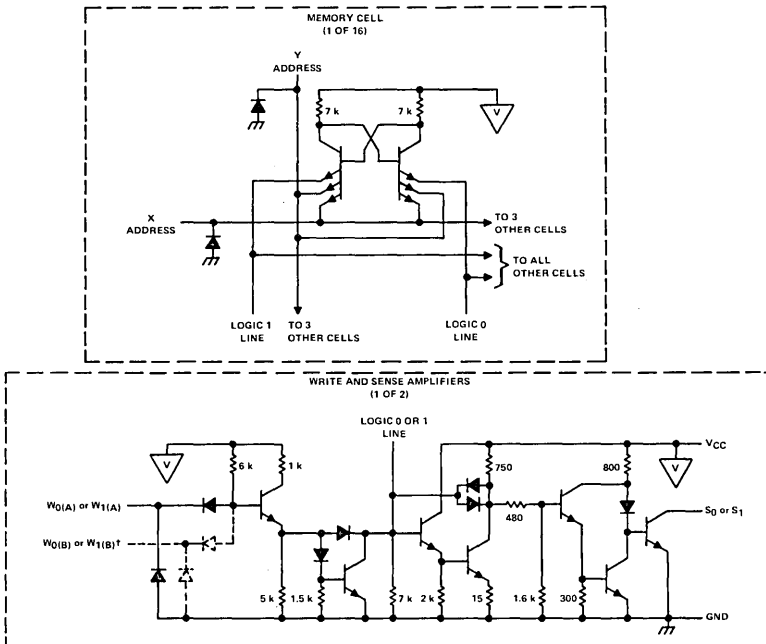 MEMORY CELL
(1 OF 16)
Y
ADDRESS
7 k
7 k
V
X
ADDRESS
TO 3
OTHER CELLS
TO ALL
OTHER CELLS
LOGIC 1
LINE
TO 3
OTHER CELLS
LOGIC 0
LINE
WRITE AND SENSE AMPLIFIERS
(1 OF 2)
LOGIC 0 OR 1
LINE
VCC
V
6 k
1 k
750
800
V
W0(A) or W1(A)
480
S0 or S1
W0(B) or W1(B)†
5 k
1.5 k
7 k
2 k
15
1.6 k
300
GND